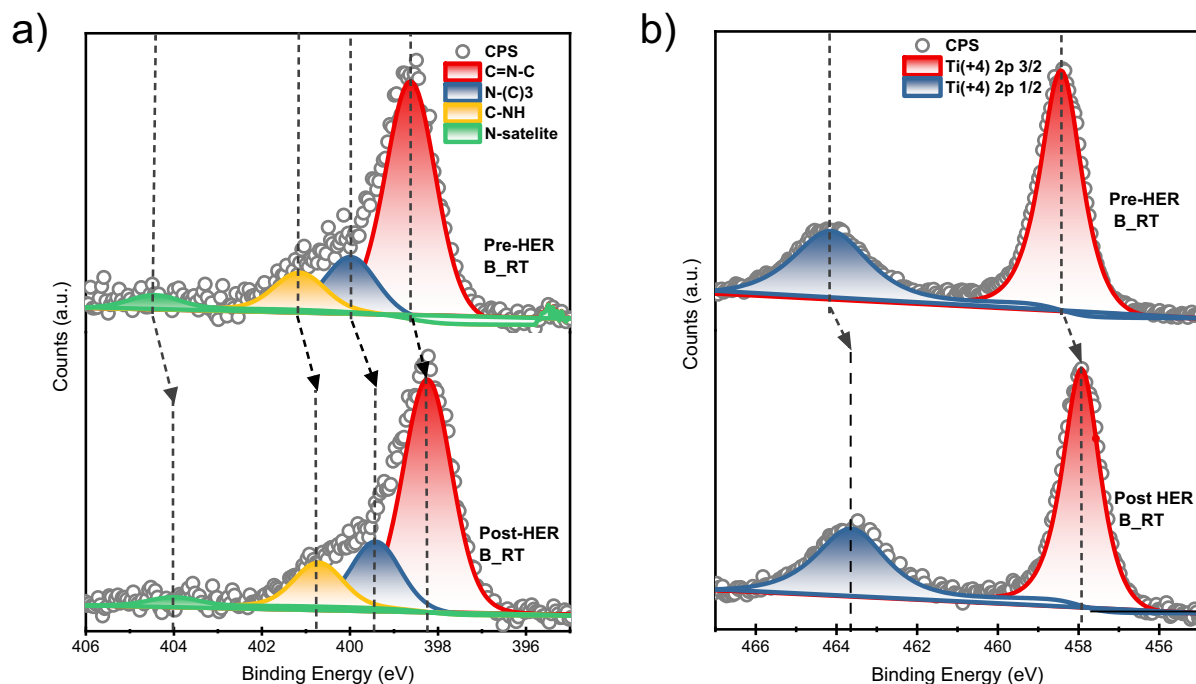 a)
CPS
C=N-C
N-(C)3
C-NH
N-satelite
Pre-HER
B_RT
Post-HER
B_RT
Counts (a.u.)
406 404 402 400 398 396
Binding Energy (eV)
b)
CPS
Ti(+4) 2p 3/2
Ti(+4) 2p 1/2
Pre-HER
B_RT
Post HER
B_RT
Counts (a.u.)
466 464 462 460 458 456
Binding Energy (eV)